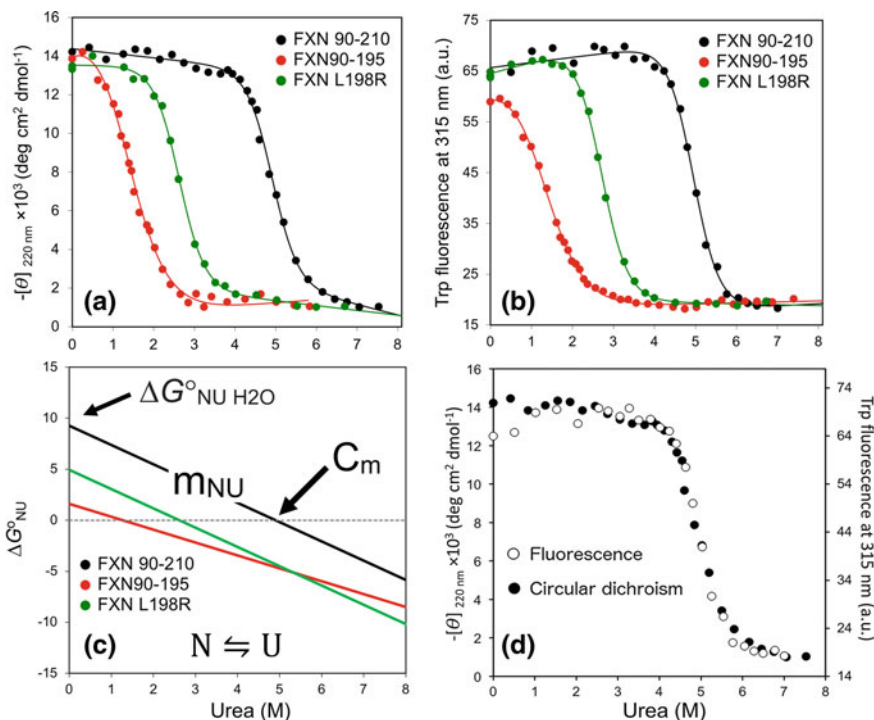 FXN 90-210
FXN90-195
FXN L198R
-[θ] 220 nm ×10³ (deg cm² dmol⁻¹)
16
14
12
10
8
6
4
2
0
(a)
0 1 2 3 4 5 6 7 8
FXN 90-210
FXN90-195
FXN L198R
Trp fluorescence at 315 nm (a.u.)
75
65
55
45
35
25
15
(b)
0 1 2 3 4 5 6 7 8
ΔG°NU H2O
mNU
Cm
ΔG°NU
15
10
5
0
-5
-10
-15
FXN 90-210
FXN90-195
FXN L198R
(c)
N ⇋ U
0 1 2 3 4 5 6 7 8
Urea (M)
-[θ] 220 nm ×10³ (deg cm² dmol⁻¹)
16
14
12
10
8
6
4
2
0
Fluorescence
Circular dichroism
(d)
74
64
54
44
34
24
14
Trp fluorescence at 315 nm (a.u.)
0 1 2 3 4 5 6 7 8
Urea (M)